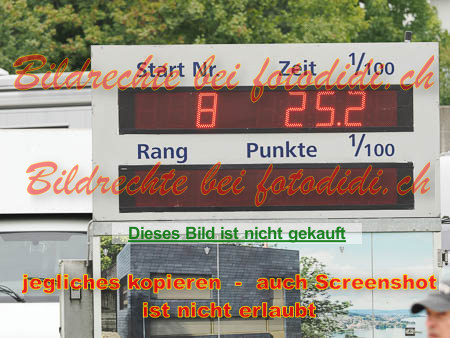 Start Nr. Zeit 1/100
Bildrechte bei fotodidi.ch
8 25.2
Rang Punkte 1/100
Bildrechte bei fotodidi.ch
Dieses Bild ist nicht gekauft
jegliches kopieren - auch Screenshot
ist nicht erlaubt